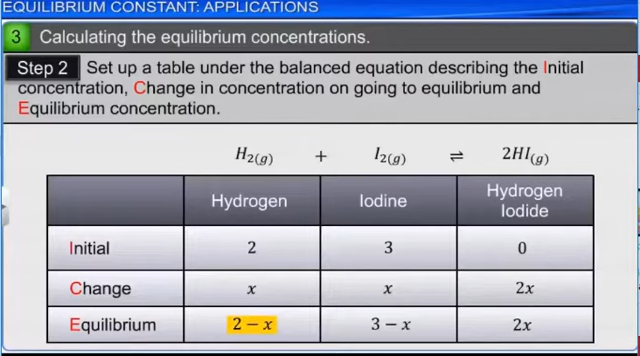 EQUILIBRIUM CONSTANT: APPLICATIONS
3 Calculating the equilibrium concentrations.
Step 2 Set up a table under the balanced equation describing the Initial
concentration, Change in concentration on going to equilibrium and
Equilibrium concentration.
H₂(g) + I₂(g) ⇌ 2HI(g)
Hydrogen Iodine Hydrogen Iodide
Initial 2 3 0
Change x x 2x
Equilibrium 2 − x 3 − x 2x